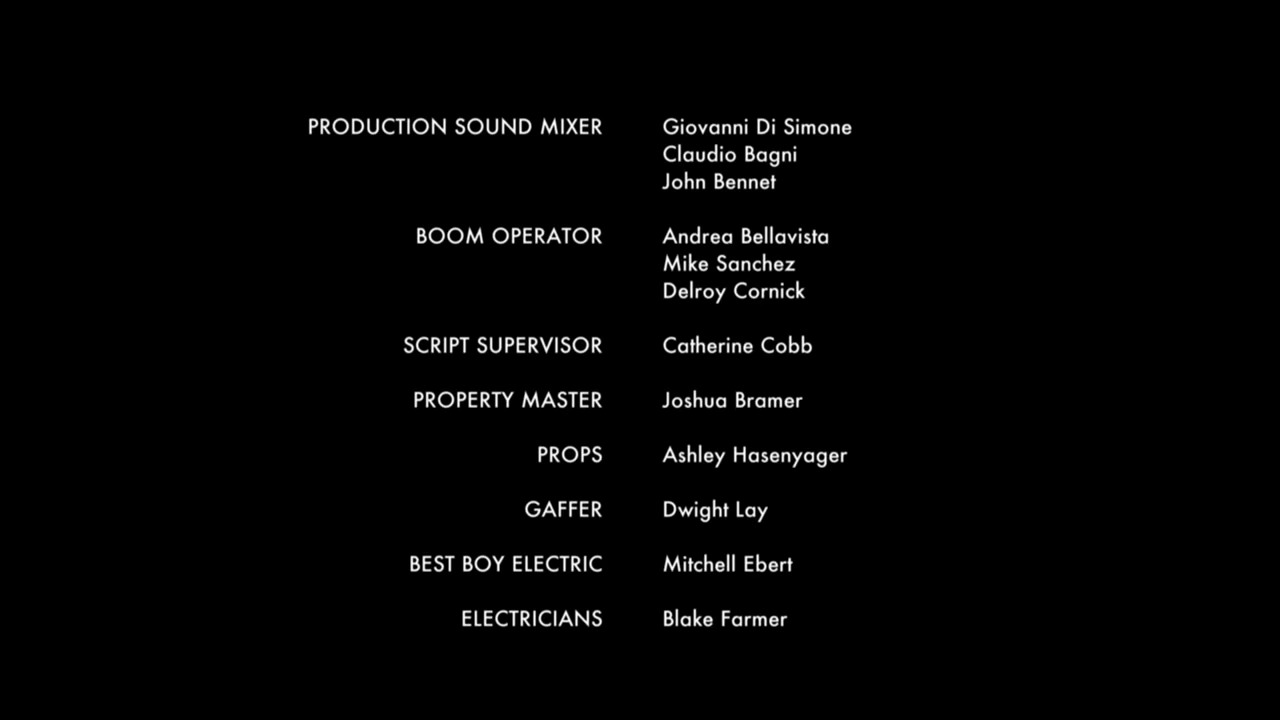 PRODUCTION SOUND MIXER Giovanni Di Simone
Claudio Bagni
John Bennet
BOOM OPERATOR Andrea Bellavista
Mike Sanchez
Delroy Cornick
SCRIPT SUPERVISOR Catherine Cobb
PROPERTY MASTER Joshua Bramer
PROPS Ashley Hasenyager
GAFFER Dwight Lay
BEST BOY ELECTRIC Mitchell Ebert
ELECTRICIANS Blake Farmer